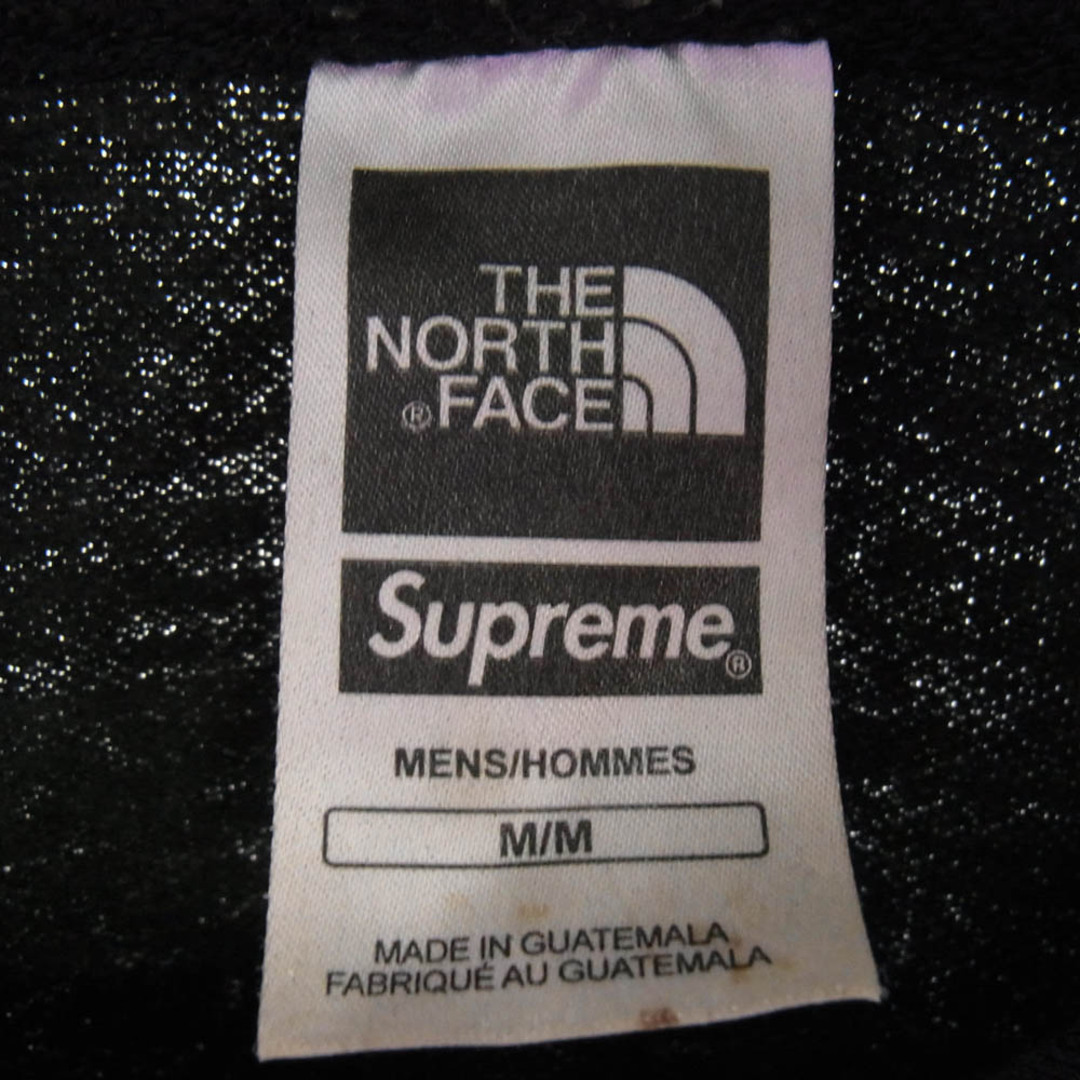 THE
NORTH
®FACE
Supreme®
MENS/HOMMES
M/M
MADE IN GUATEMALA
FABRIQUÉ AU GUATEMALA